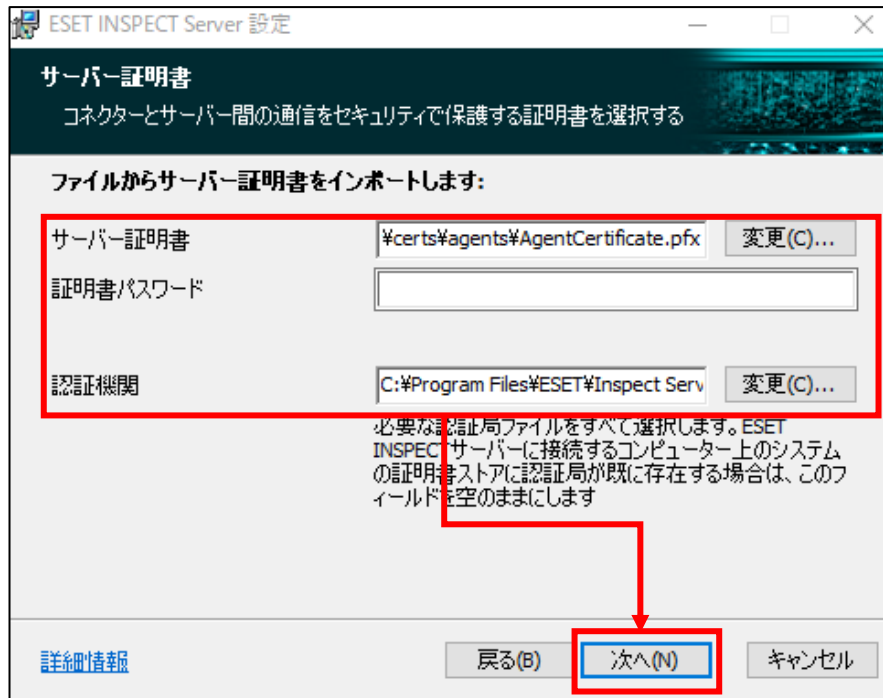 ESET INSPECT Server 設定
サーバー証明書
コネクターとサーバー間の通信をセキュリティで保護する証明書を選択する
ファイルからサーバー証明書をインポートします:
サーバー証明書
¥certs¥agents¥AgentCertificate.pfx
変更(C)...
証明書パスワード
認証機関
C:¥Program Files¥ESET¥Inspect Serv
変更(C)...
必要な認証局ファイルをすべて選択します。ESET
INSPECTサーバーに接続するコンピューター上のシステム
の証明書ストアに認証局が既に存在する場合は、このフ
ィールドを空のままにします
詳細情報
戻る(B)
次へ(N)
キャンセル